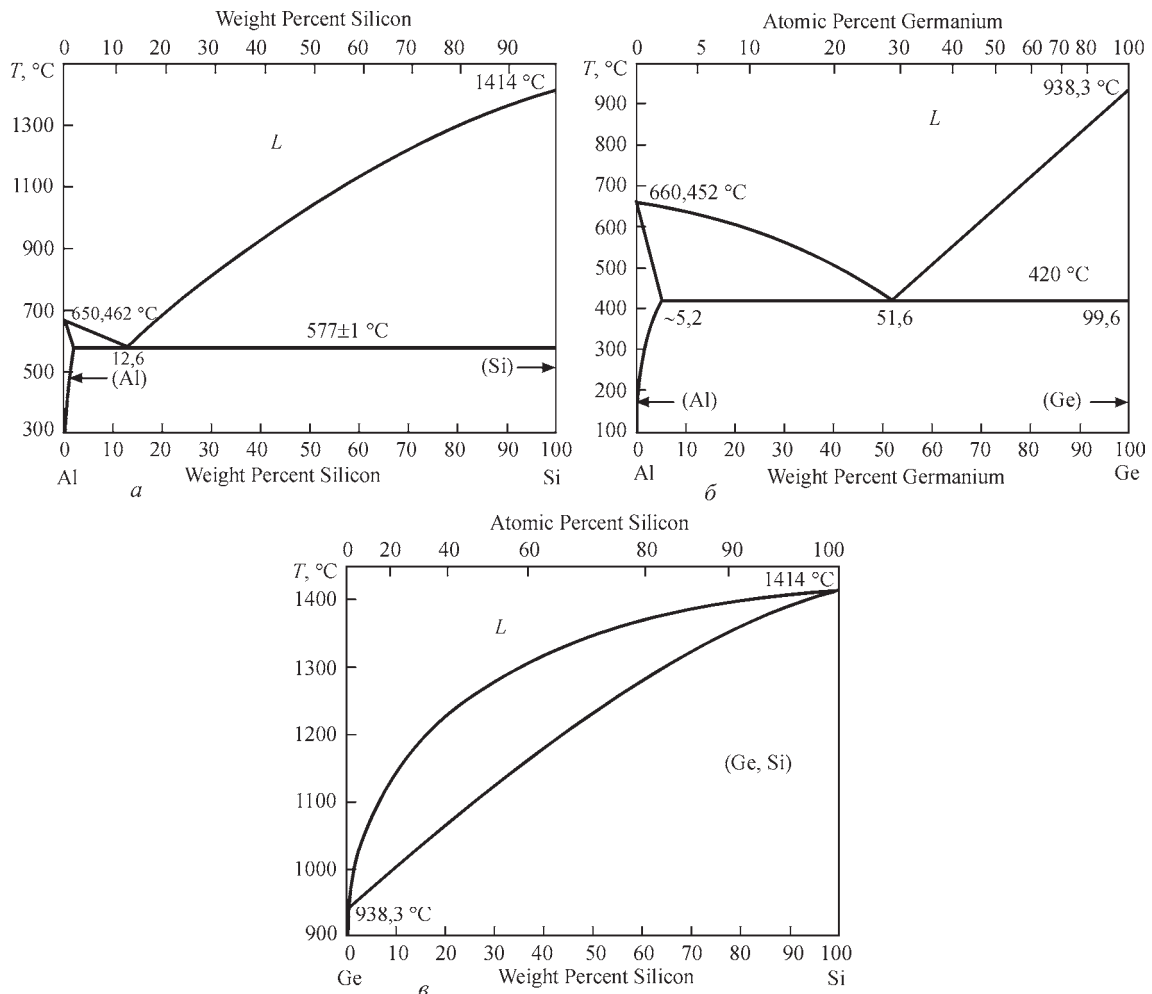 Weight Percent Silicon
0 10 20 30 40 50 60 70 80 90
T, °C
1414 °C
1300
L
1100
900
700
650,462 °C
577±1 °C
12,6
(Si)
500
(Al)
300
0 10 20 30 40 50 60 70 80 90 100
Al Weight Percent Silicon Si
а
Atomic Percent Germanium
0 5 10 20 30 40 50 60 70 80 100
T, °C
938,3 °C
900
L
800
700
660,452 °C
600
500
420 °C
400
~5,2 51,6 99,6
300
200
(Al) (Ge)
100
0 10 20 30 40 50 60 70 80 90 100
Al Weight Percent Germanium Ge
б
Atomic Percent Silicon
0 20 40 60 80 90 100
T, °C
1414 °C
1400
L
1300
1200
(Ge, Si)
1100
1000
938,3 °C
900
0 10 20 30 40 50 60 70 80 90 100
Ge Weight Percent Silicon Si
в